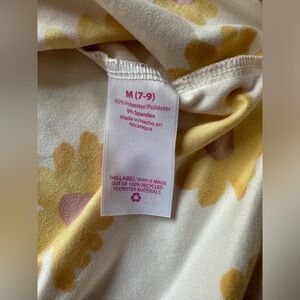 M (7-9)
92% Polyester/Poliéster
8% Spandex
Made in/Hecho en
Nicaragua
THIS LABEL YARN IS MADE
OUT OF 100% RECYCLED
POLYESTER MATERIALS